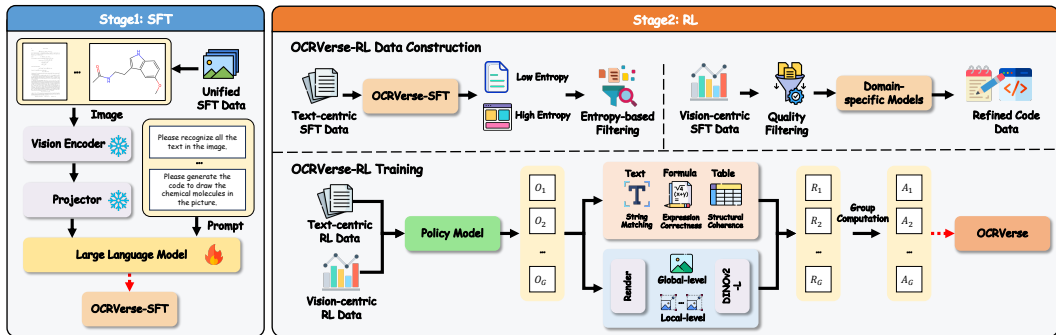 Stage1: SFT
...
Unified
SFT Data
Image
Vision Encoder
Projector
Please recognize all the
text in the image.
...
Please generate the
code to draw the
chemical molecules in
the picture.
Prompt
Large Language Model
OCRVerse-SFT
Stage2: RL
OCRVerse-RL Data Construction
Text-centric
SFT Data
OCRVerse-SFT
Low Entropy
High Entropy
Entropy-based
Filtering
Vision-centric
SFT Data
Quality
Filtering
Domain-
specific Models
Refined Code
Data
OCRVerse-RL Training
Text-centric
RL Data
Vision-centric
RL Data
Policy Model
O₁
O₂
...
O_G
Text
Formula
Table
String
Matching
Expression
Correctness
Structural
Coherence
Render
Global-level
...
Local-level
DINOv2
-L
R₁
R₂
...
R_G
Group
Computation
A₁
A₂
...
A_G
OCRVerse